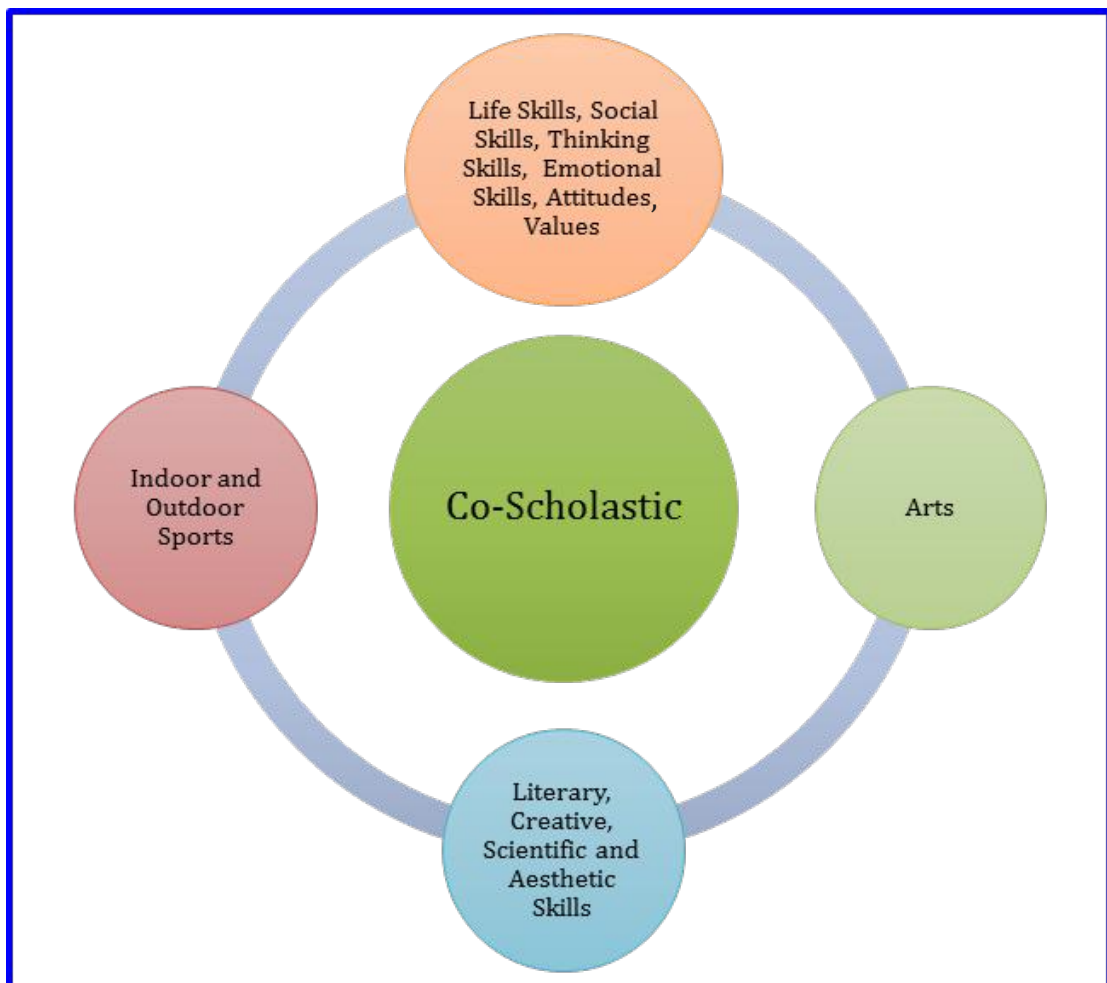 Life Skills, Social
Skills, Thinking
Skills, Emotional
Skills, Attitudes,
Values
Indoor and
Outdoor
Sports
Co-Scholastic
Arts
Literary,
Creative,
Scientific and
Aesthetic
Skills